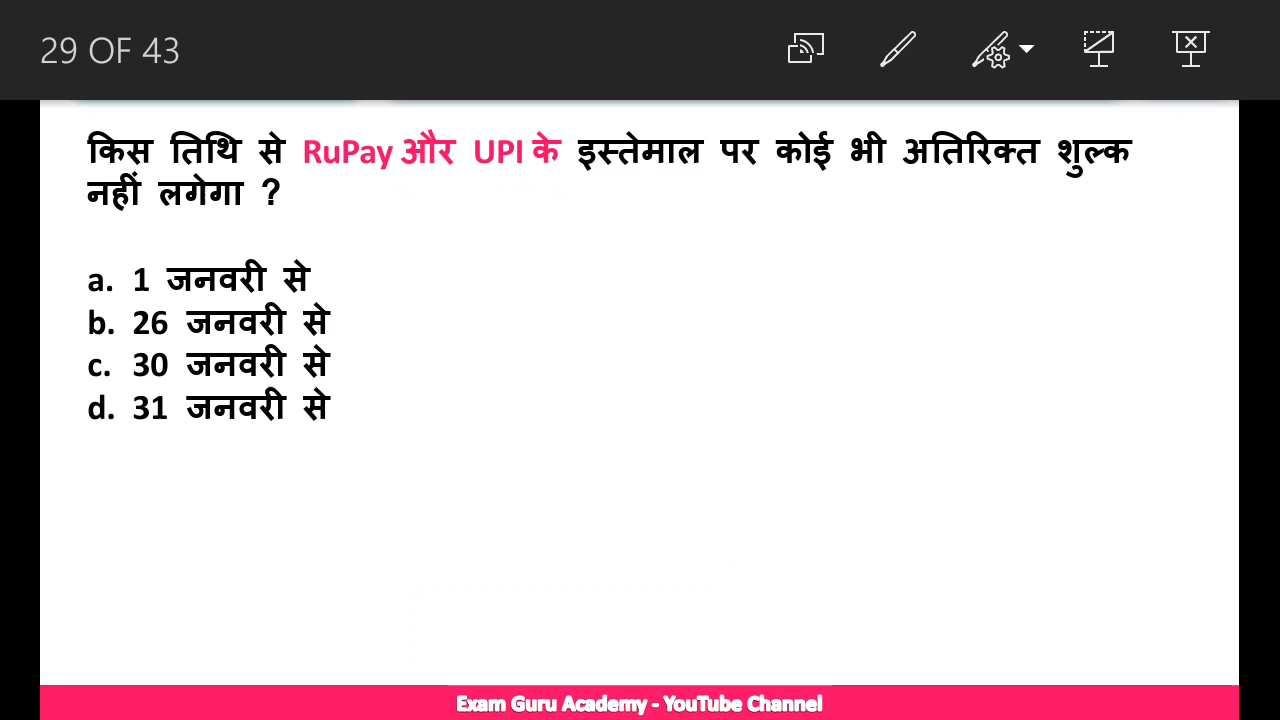 29 OF 43
किस तिथि से RuPay और UPI के इस्तेमाल पर कोई भी अतिरिक्त शुल्क
नहीं लगेगा ?
a. 1 जनवरी से
b. 26 जनवरी से
c. 30 जनवरी से
d. 31 जनवरी से
Exam Guru Academy - YouTube Channel